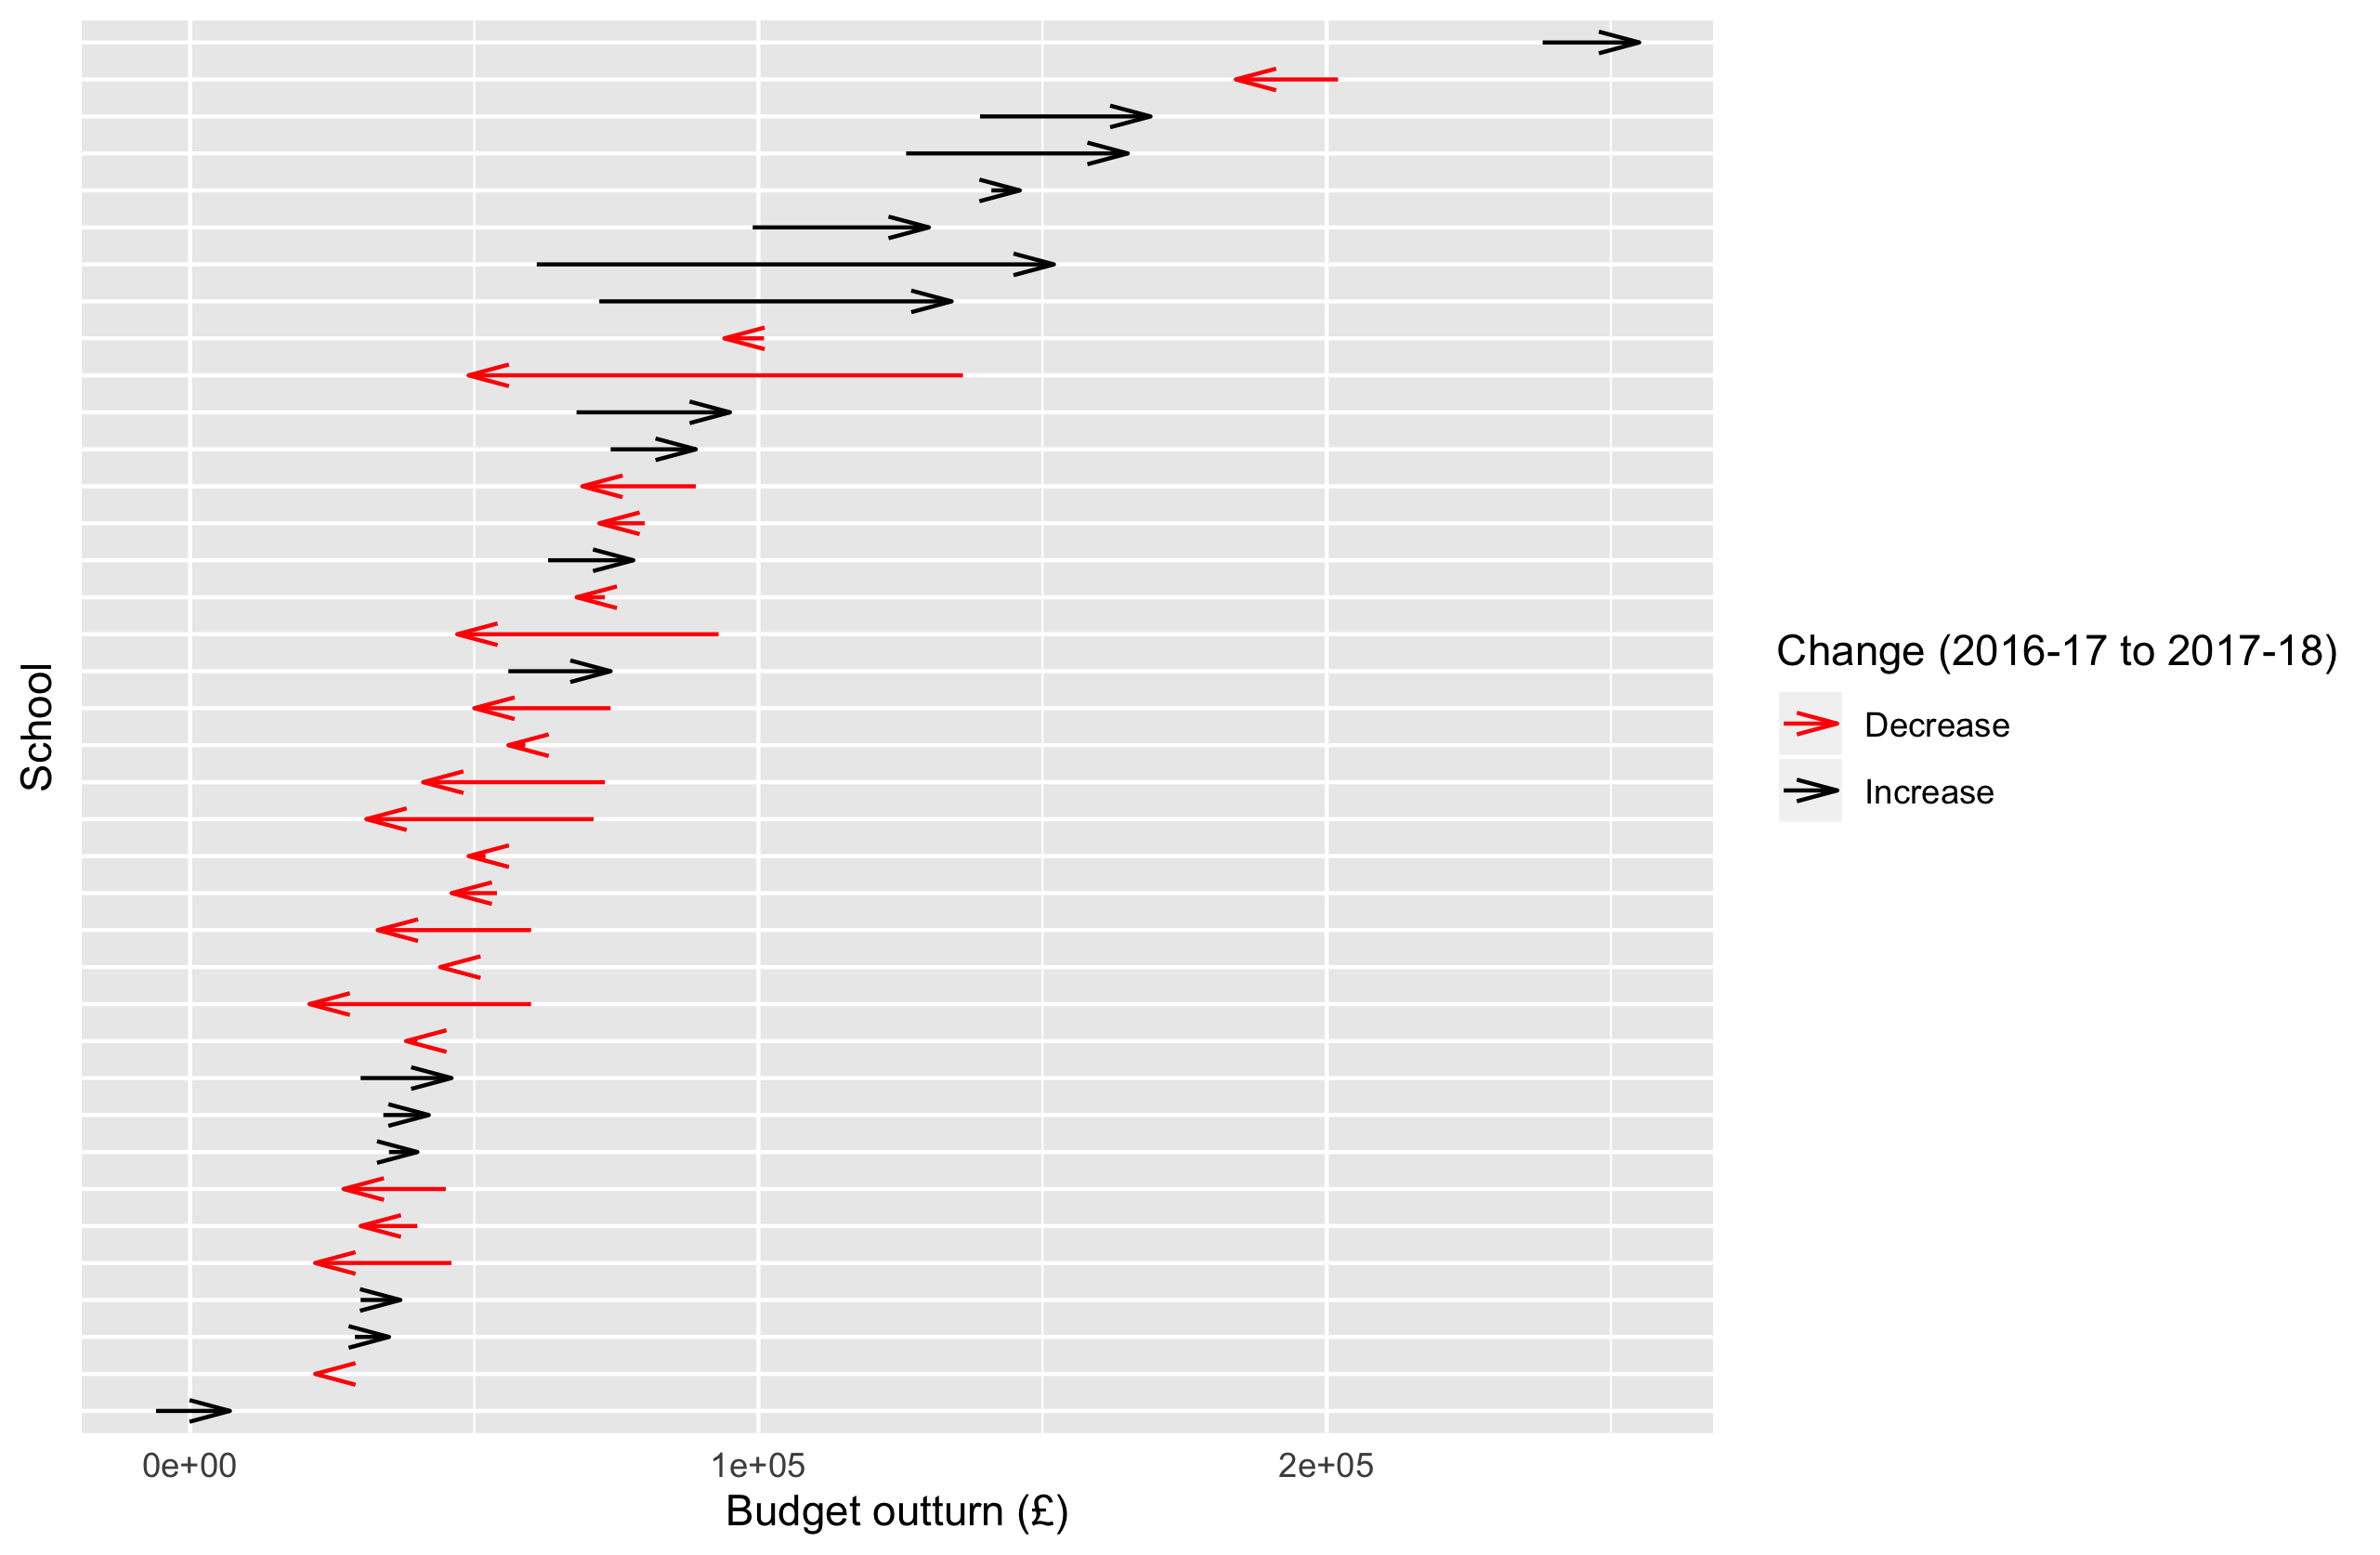 School
0e+00
1e+05
2e+05
Budget outturn (£)
Change (2016-17 to 2017-18)
Decrease
Increase